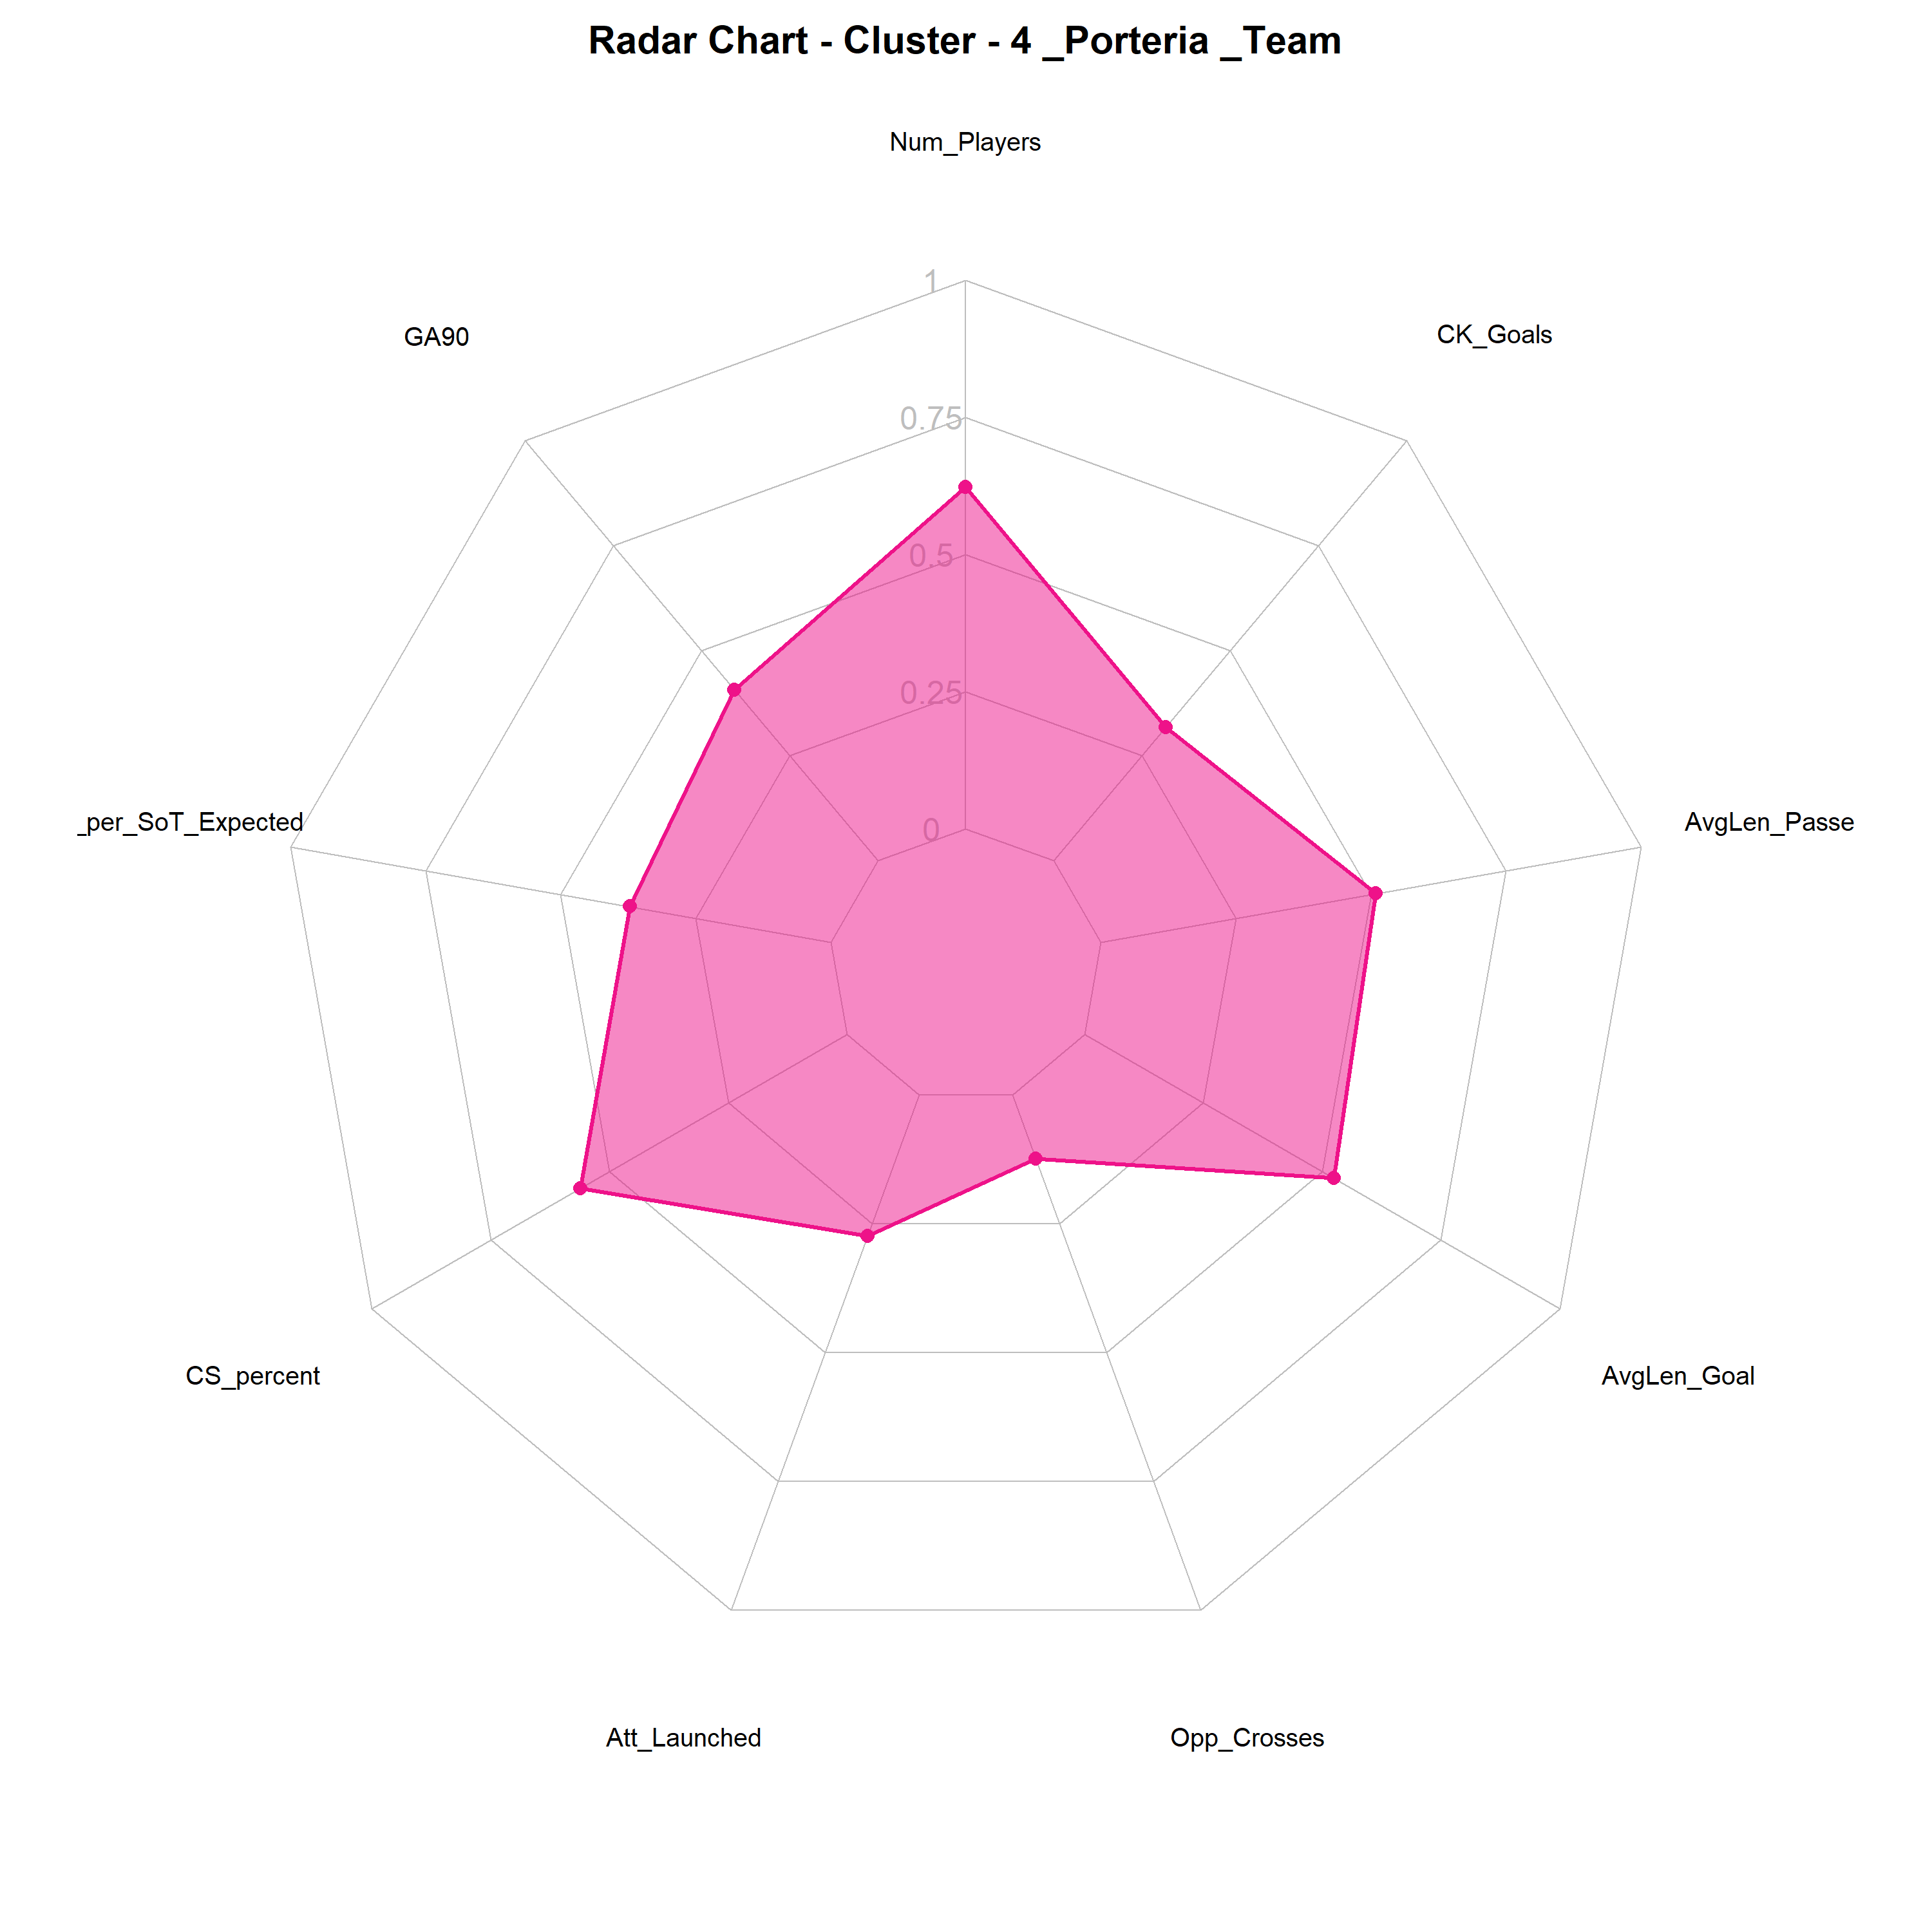 Radar Chart - Cluster - 4 _Porteria _Team
Num_Players
1
CK_Goals
GA90
0.75
0.5
0.25
_per_SoT_Expected
0
AvgLen_Passe
CS_percent
AvgLen_Goal
Att_Launched
Opp_Crosses